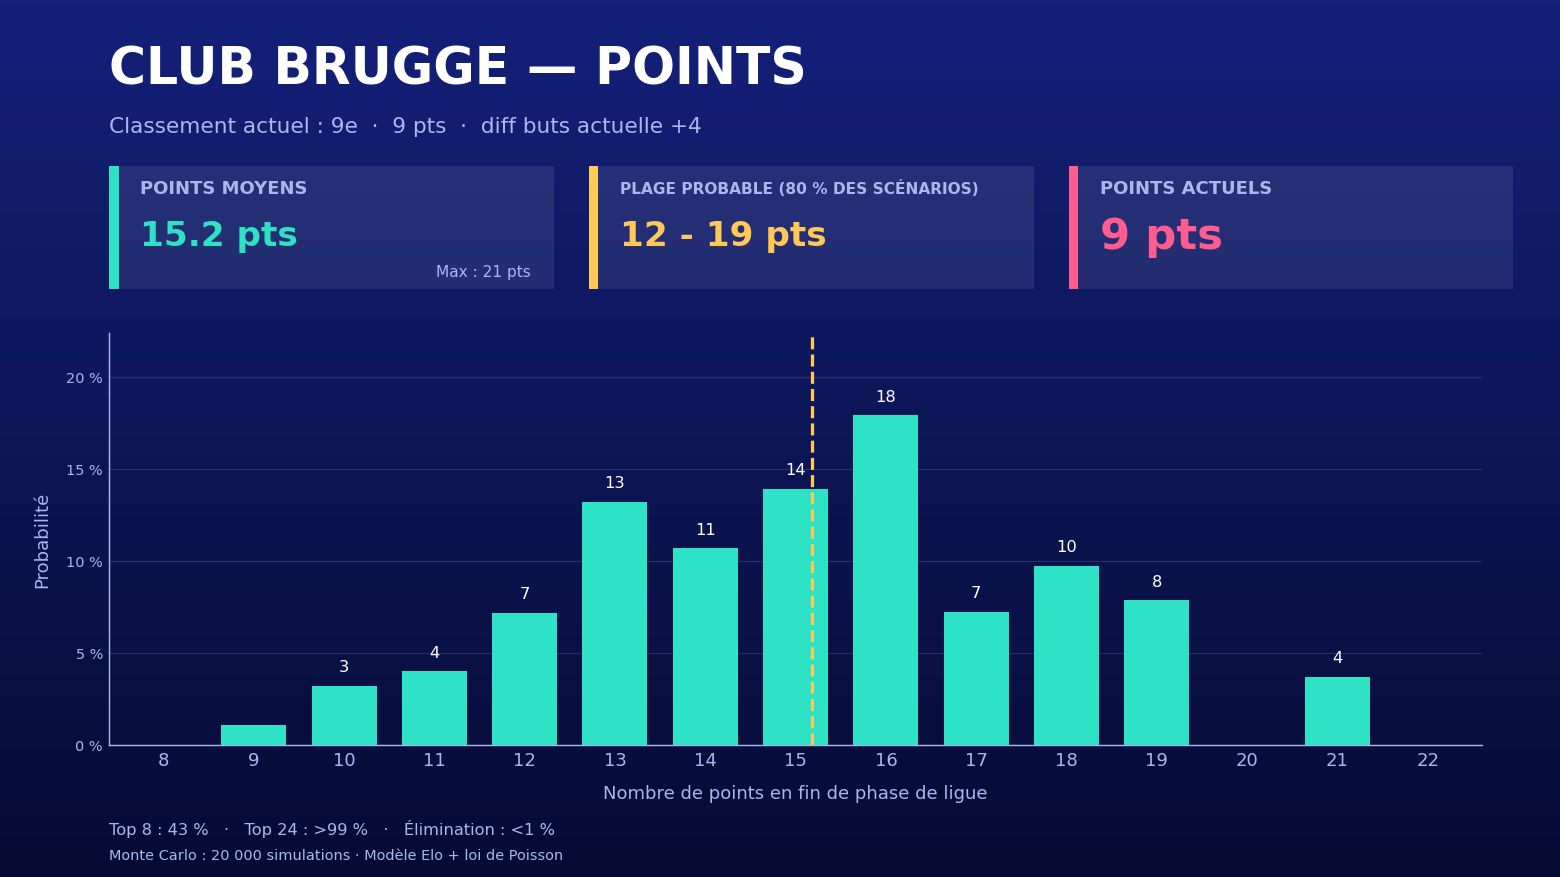 CLUB BRUGGE — POINTS
Classement actuel : 9e · 9 pts · diff buts actuelle +4
POINTS MOYENS
15.2 pts
Max : 21 pts
PLAGE PROBABLE (80 % DES SCÉNARIOS)
12 - 19 pts
POINTS ACTUELS
9 pts
Probabilité
20 %
15 %
10 %
5 %
0 %
3
4
7
13
11
14
18
7
10
8
4
8 9 10 11 12 13 14 15 16 17 18 19 20 21 22
Nombre de points en fin de phase de ligue
Top 8 : 43 % · Top 24 : >99 % · Élimination : <1 %
Monte Carlo : 20 000 simulations · Modèle Elo + loi de Poisson